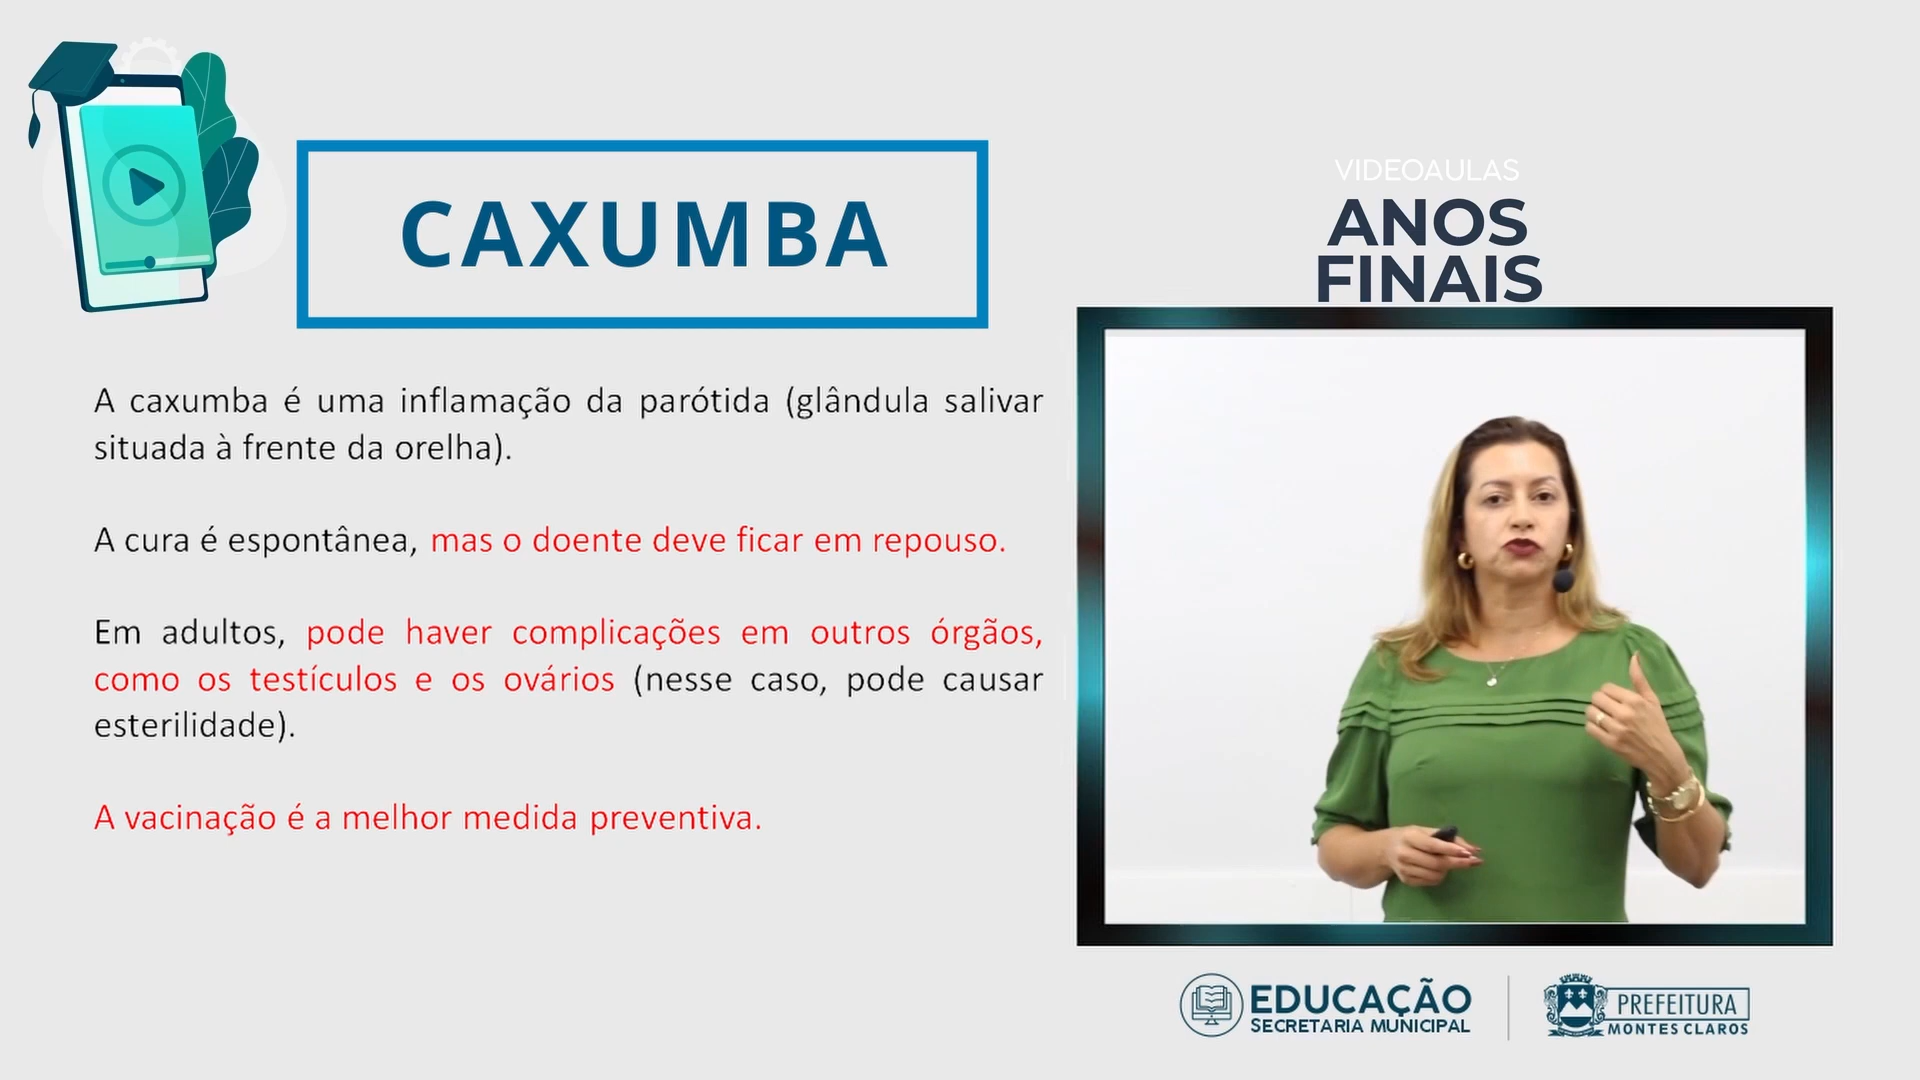 CAXUMBA
A caxumba é uma inflamação da parótida (glândula salivar
situada à frente da orelha).
A cura é espontânea, mas o doente deve ficar em repouso.
Em adultos, pode haver complicações em outros órgãos,
como os testículos e os ovários (nesse caso, pode causar
esterilidade).
A vacinação é a melhor medida preventiva.
VIDEOAULAS
ANOS
FINAIS
EDUCAÇÃO
SECRETARIA MUNICIPAL
PREFEITURA
MONTES CLAROS